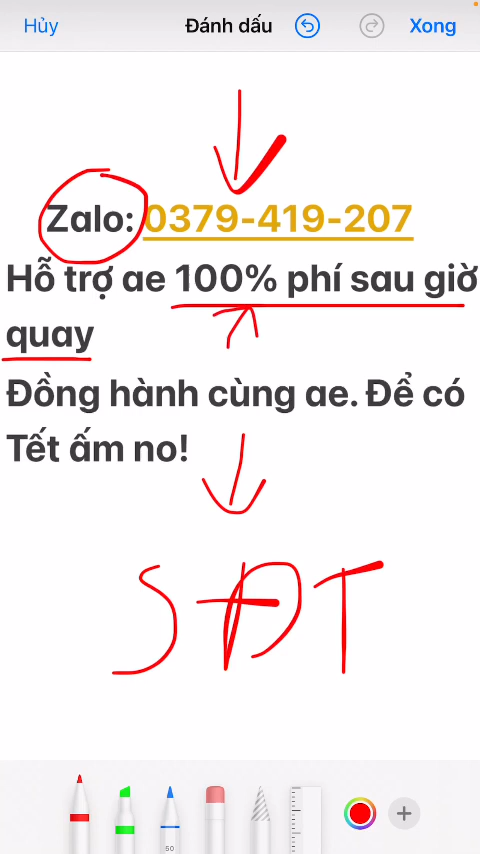 Hủy Đánh dấu Xong
Zalo: 0379-419-207
Hỗ trợ ae 100% phí sau giờ
quay
Đồng hành cùng ae. Để có
Tết ấm no!
SĐT
50